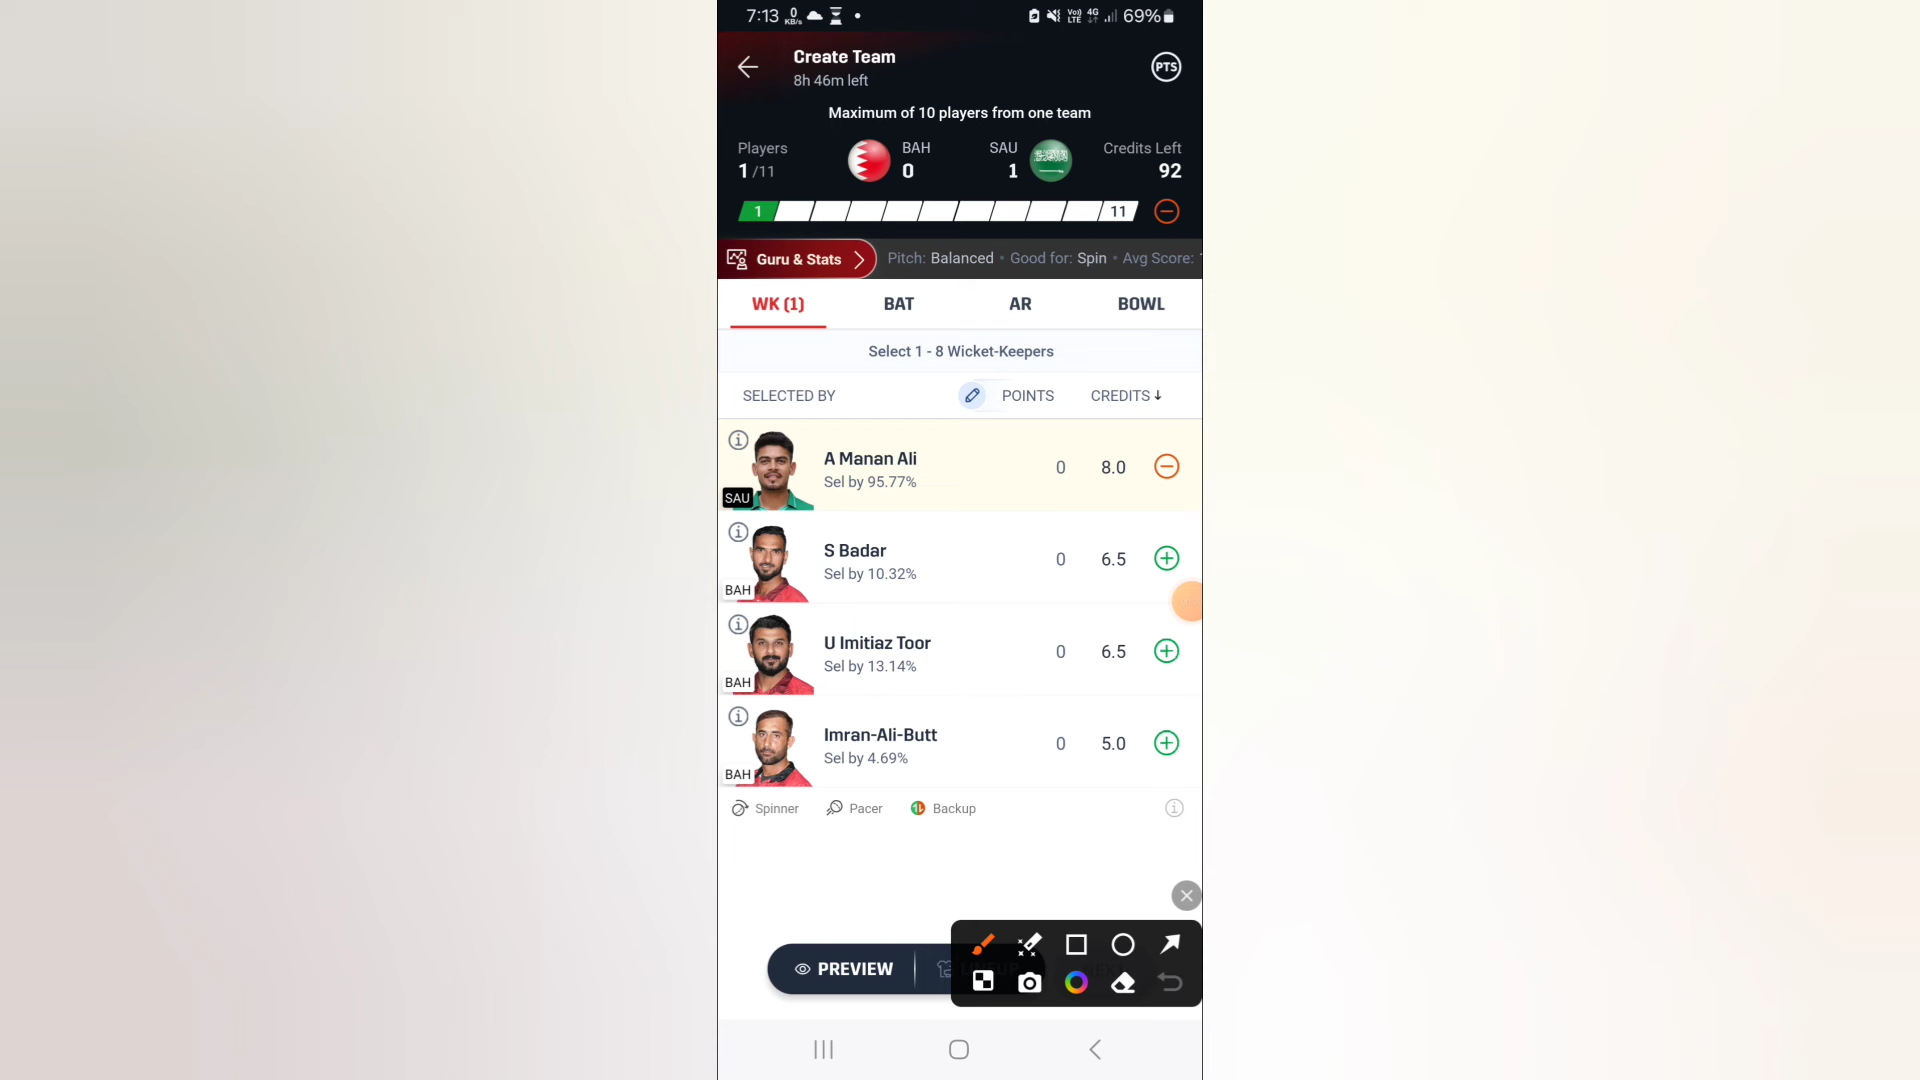 7:13 0 KB/s Vo) LTE 4G 69%
Create Team
8h 46m left
PTS
Maximum of 10 players from one team
Players BAH SAU Credits Left
1 /11 0 1 92
1 11
Guru & Stats Pitch: Balanced • Good for: Spin • Avg Score:
WK (1) BAT AR BOWL
Select 1 - 8 Wicket-Keepers
SELECTED BY POINTS CREDITS ↓
A Manan Ali
Sel by 95.77%
0 8.0
SAU
S Badar
Sel by 10.32%
0 6.5
BAH
U Imitiaz Toor
Sel by 13.14%
0 6.5
BAH
Imran-Ali-Butt
Sel by 4.69%
0 5.0
BAH
Spinner Pacer Backup
PREVIEW